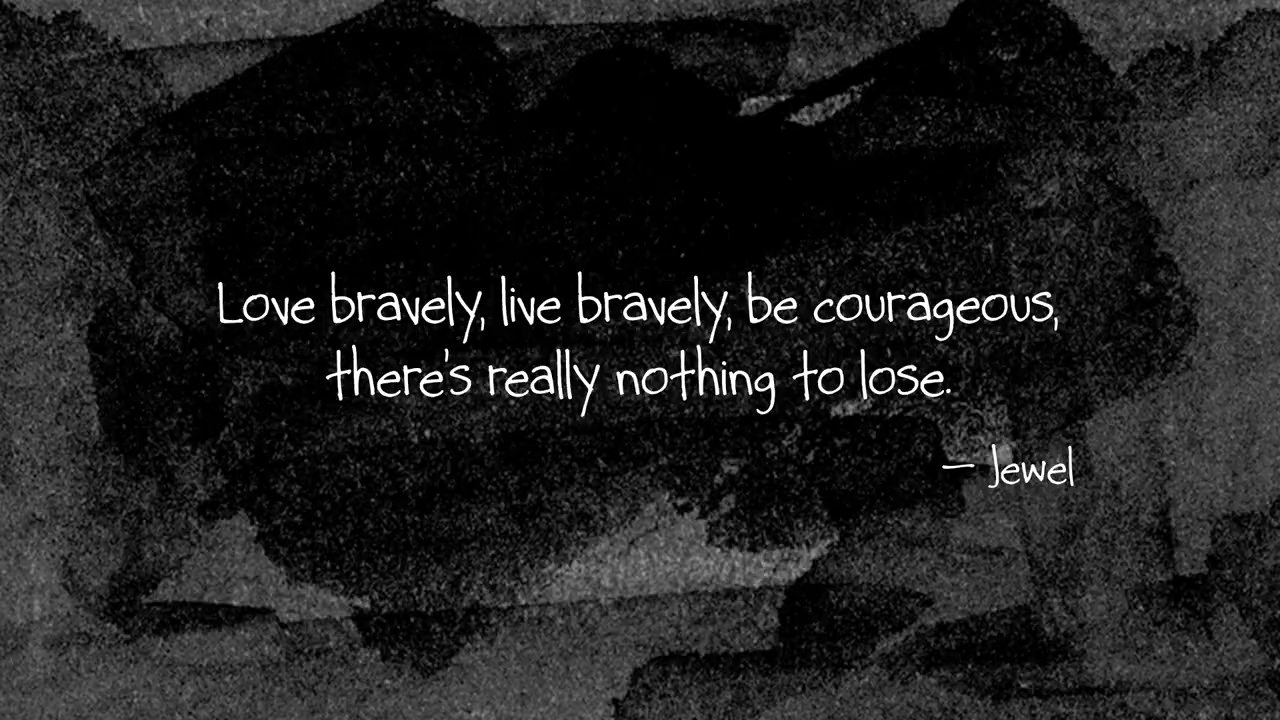 Love bravely, live bravely, be courageous,
there's really nothing to lose.
— Jewel